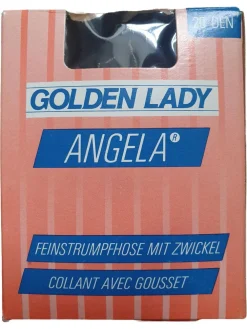 20 DEN
GOLDEN LADY
ANGELA®
FEINSTRUMPFHOSE MIT ZWICKEL
COLLANT AVEC GOUSSET